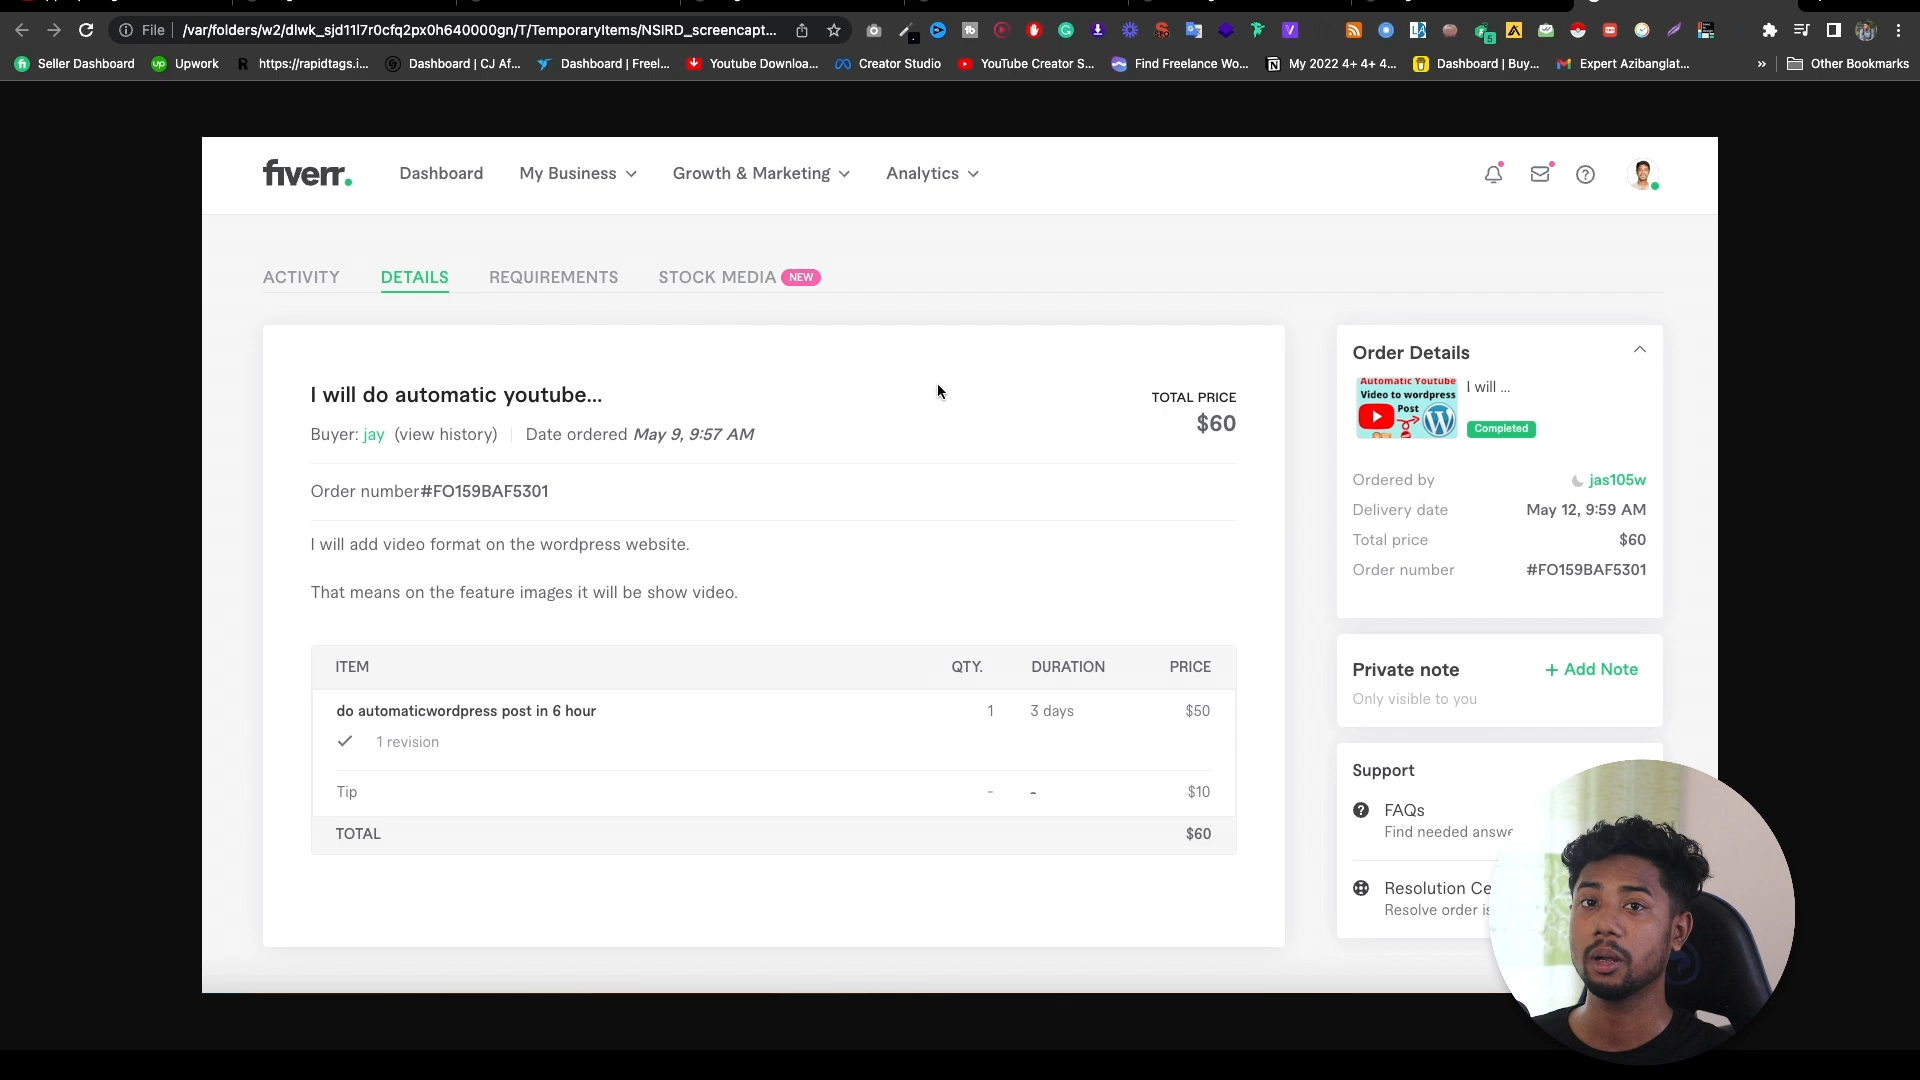 File
/var/folders/w2/dlwk_sjd11l7r0cfq2px0h640000gn/T/TemporaryItems/NSIRD_screencapt...
Seller Dashboard
Upwork
https://rapidtags.i...
Dashboard | CJ Af...
Dashboard | Freel...
Youtube Downloa...
Creator Studio
YouTube Creator S...
Find Freelance Wo...
My 2022 4+ 4+ 4...
Dashboard | Buy...
Expert Azibanglat...
»
Other Bookmarks
fiverr.
Dashboard
My Business
Growth & Marketing
Analytics
ACTIVITY
DETAILS
REQUIREMENTS
STOCK MEDIA NEW
I will do automatic youtube...
TOTAL PRICE
$60
Buyer: jay (view history)
Date ordered May 9, 9:57 AM
Order number#FO159BAF5301
I will add video format on the wordpress website.
That means on the feature images it will be show video.
ITEM QTY. DURATION PRICE
do automaticwordpress post in 6 hour 1 3 days $50
1 revision
Tip - - $10
TOTAL $60
Order Details
Automatic Youtube
Video to wordpress
Post
I will ...
Completed
Ordered by jas105w
Delivery date May 12, 9:59 AM
Total price $60
Order number #FO159BAF5301
Private note + Add Note
Only visible to you
Support
FAQs
Find needed answe
Resolution Ce
Resolve order is